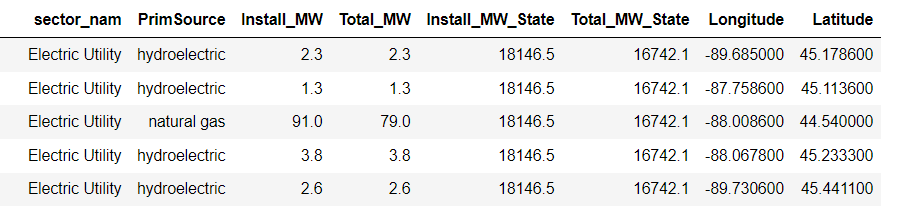 sector_nam PrimSource Install_MW Total_MW Install_MW_State Total_MW_State Longitude Latitude
Electric Utility hydroelectric 2.3 2.3 18146.5 16742.1 -89.685000 45.178600
Electric Utility hydroelectric 1.3 1.3 18146.5 16742.1 -87.758600 45.113600
Electric Utility natural gas 91.0 79.0 18146.5 16742.1 -88.008600 44.540000
Electric Utility hydroelectric 3.8 3.8 18146.5 16742.1 -88.067800 45.233300
Electric Utility hydroelectric 2.6 2.6 18146.5 16742.1 -89.730600 45.441100